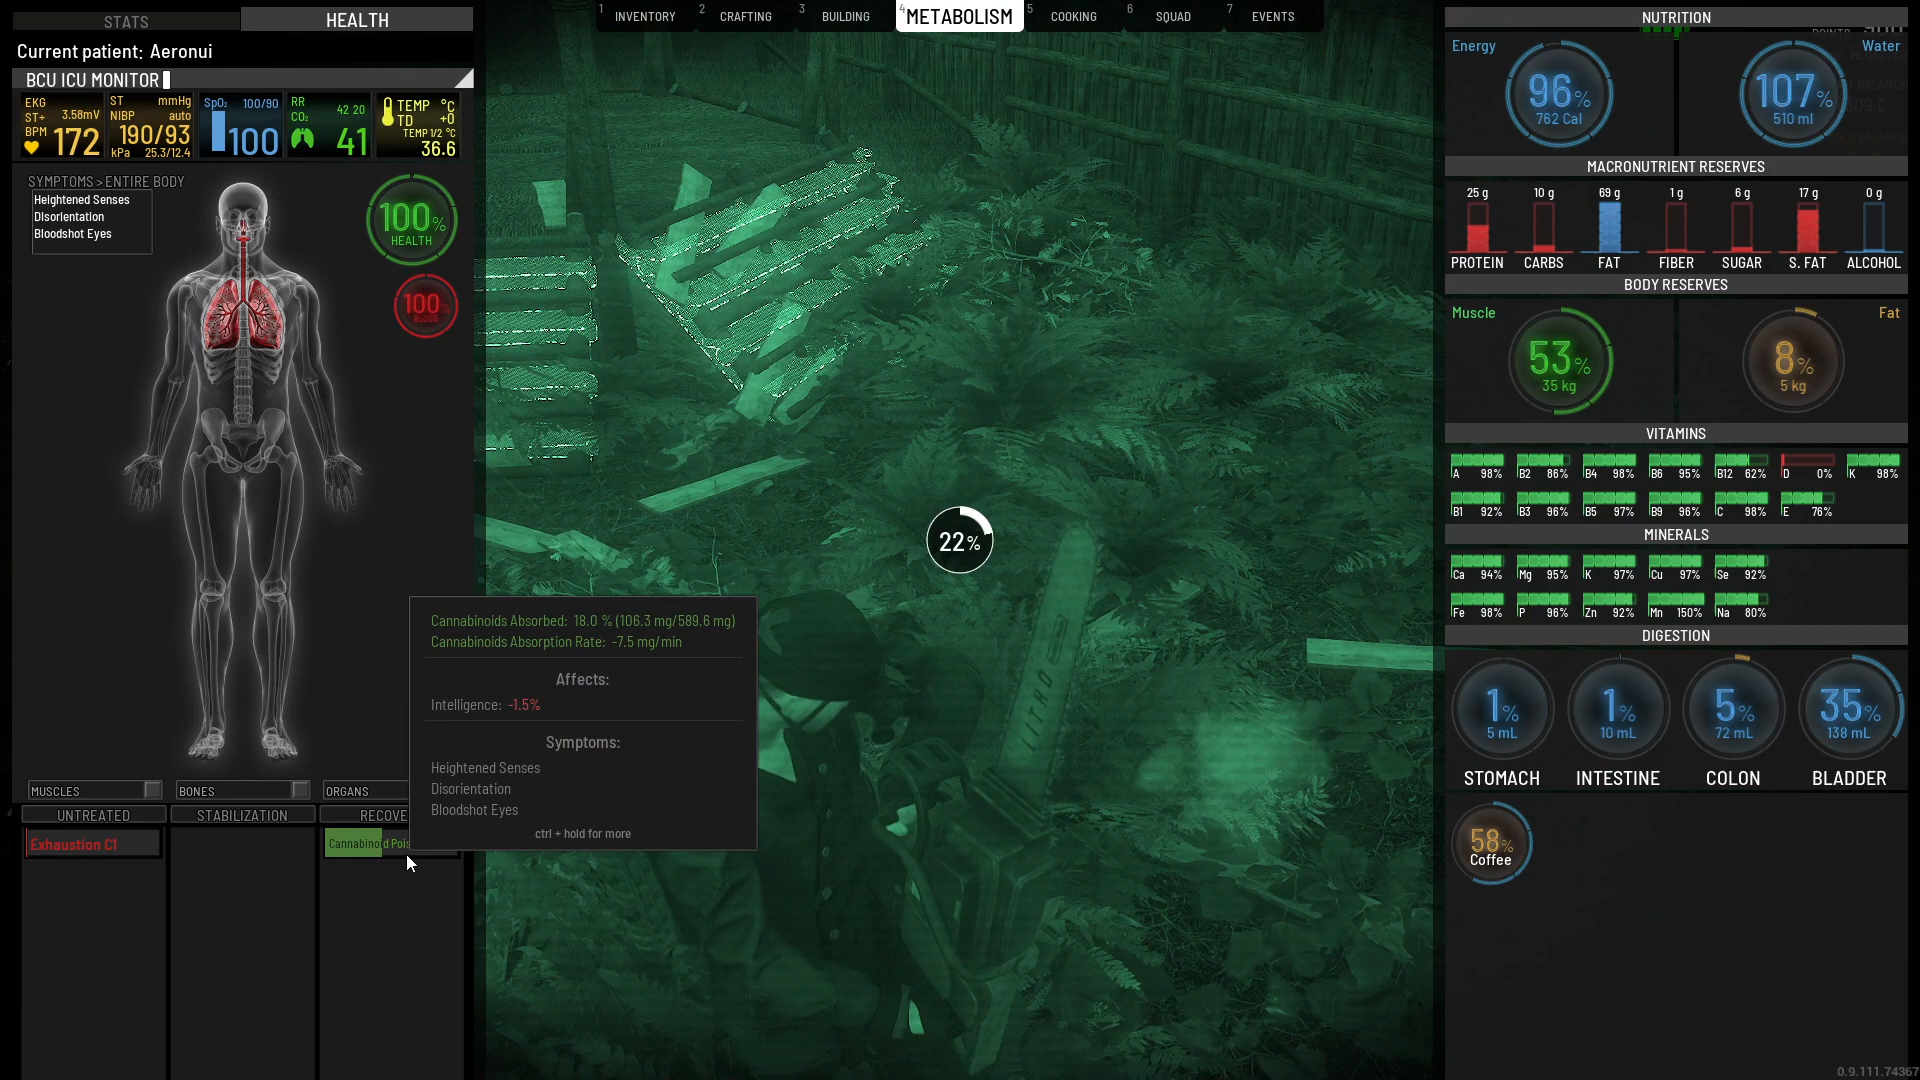 STATS
HEALTH
1 INVENTORY
2 CRAFTING
3 BUILDING
4 METABOLISM
5 COOKING
6 SQUAD
7 EVENTS
Current patient: Aeronui
BCU ICU MONITOR
EKG
ST+ 3.58mV
BPM 172
ST mmHg
NIBP auto
190/93
kPa 25.3/12.4
SpO₂ 100/90
100
RR 42 20
CO₂
41
TEMP °C
TD +0
TEMP 1/2 °C
36.6
SYMPTOMS > ENTIRE BODY
Heightened Senses
Disorientation
Bloodshot Eyes
100%
HEALTH
100%
BLOOD
22%
LITHO
Cannabinoids Absorbed: 18.0 % (106.3 mg/589.6 mg)
Cannabinoids Absorption Rate: -7.5 mg/min
Affects:
Intelligence: -1.5%
Symptoms:
Heightened Senses
Disorientation
Bloodshot Eyes
ctrl + hold for more
MUSCLES
BONES
ORGANS
UNTREATED
STABILIZATION
RECOVE
Exhaustion C1
Cannabinoid Pois
NUTRITION
Energy
96%
762 Cal
Water
107%
510 ml
MACRONUTRIENT RESERVES
25 g 10 g 69 g 1 g 6 g 17 g 0 g
PROTEIN CARBS FAT FIBER SUGAR S. FAT ALCOHOL
BODY RESERVES
Muscle
53%
35 kg
Fat
8%
5 kg
VITAMINS
A 98% B2 86% B4 98% B6 95% B12 62% D 0% K 98%
B1 92% B3 96% B5 97% B9 96% C 98% E 76%
MINERALS
Ca 94% Mg 95% K 97% Cu 97% Se 92%
Fe 98% P 96% Zn 92% Mn 150% Na 80%
DIGESTION
1% 1% 5% 35%
5 mL 10 mL 72 mL 138 mL
STOMACH INTESTINE COLON BLADDER
58%
Coffee
0.9.111.74367